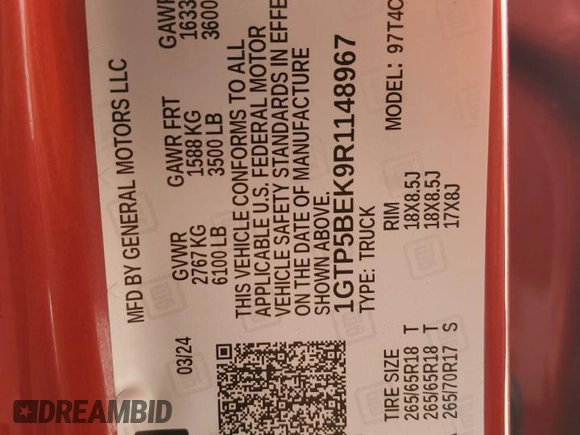 MFD BY GENERAL MOTORS LLC
03/24
GVWR
2767 KG
6100 LB
GAWR FRT
1588 KG
3500 LB
GAW
1633
3600
THIS VEHICLE CONFORMS TO ALL
APPLICABLE U.S. FEDERAL MOTOR
VEHICLE SAFETY STANDARDS IN EFFE
ON THE DATE OF MANUFACTURE
SHOWN ABOVE.
1GTP5BEK9R1148967
TYPE: TRUCK
MODEL: 97T4C
TIRE SIZE RIM
265/65R18 T 18X8.5J
265/65R18 T 18X8.5J
265/70R17 S 17X8J
DREAMBID